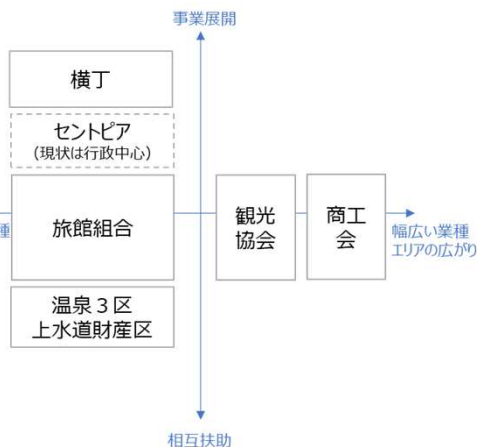 事業展開
横丁
セントピア
(現状は行政中心)
種
旅館組合
観光
協会
商工
会
幅広い業種
エリアの広がり
温泉３区
上水道財産区
相互扶助